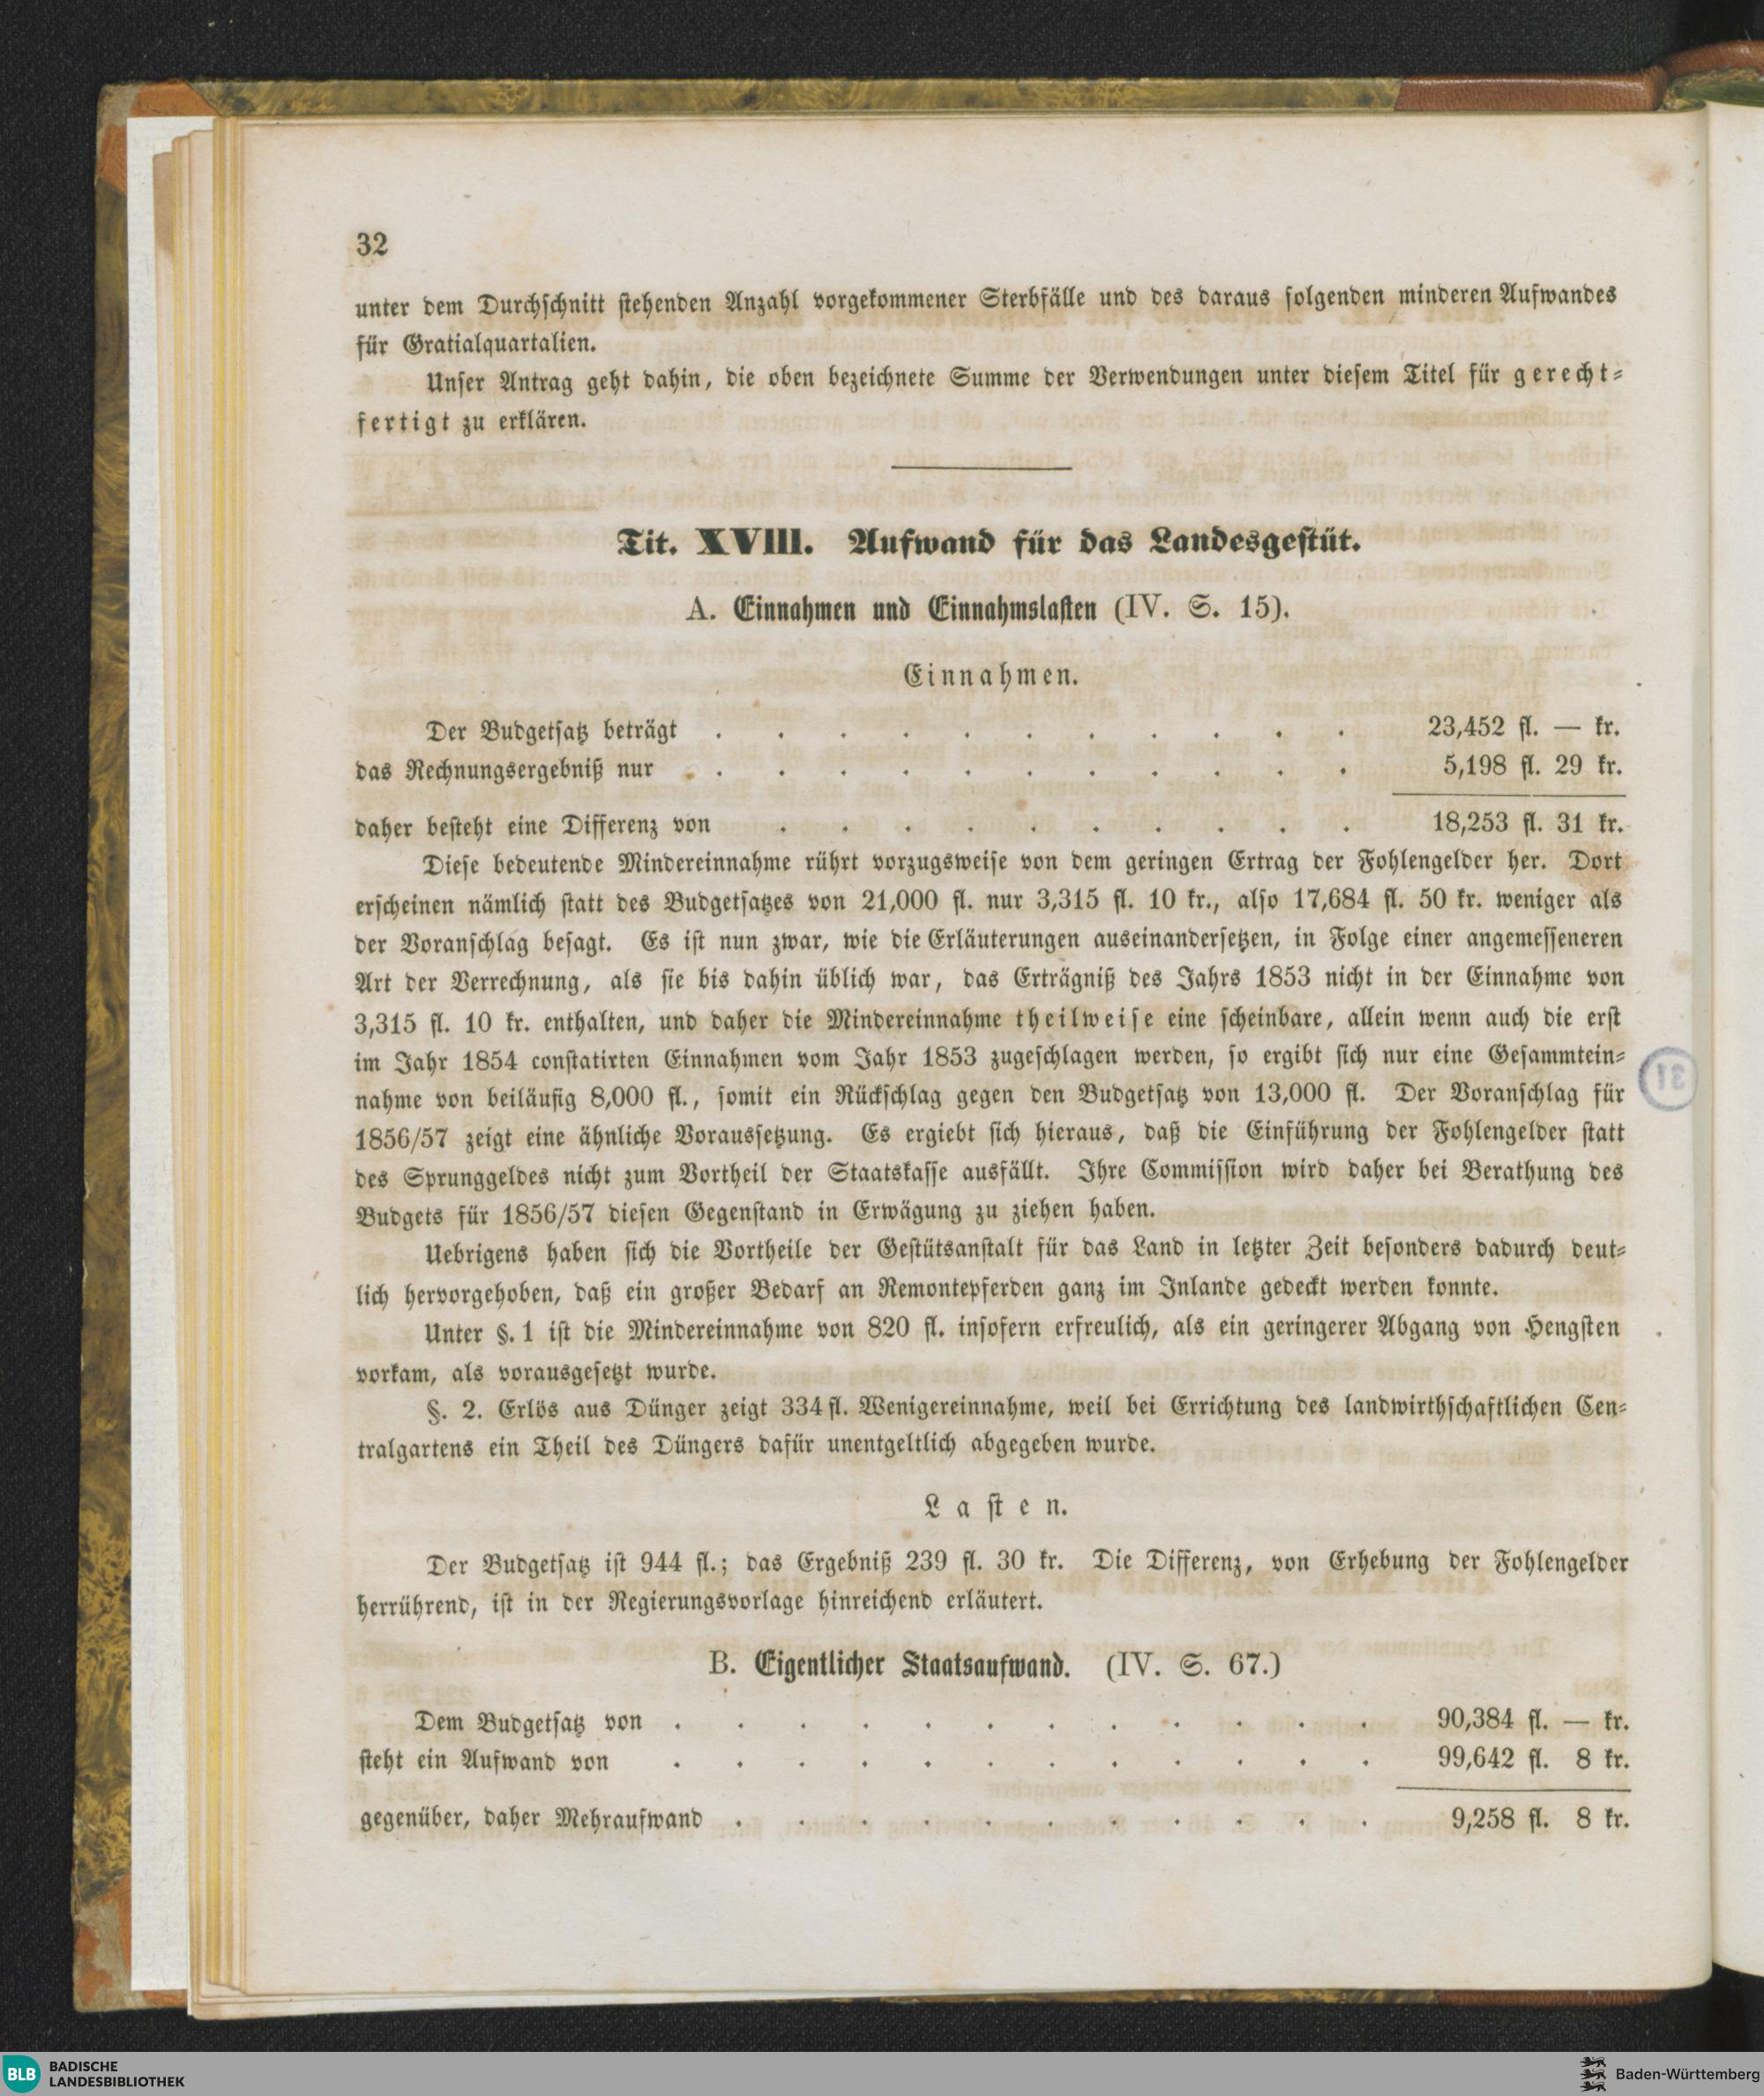 32
unter dem Durchschnitt stehenden Anzahl vorgekommener Sterbfälle und des daraus folgenden minderen Aufwandes
für Gratialquartalien.
Unser Antrag geht dahin, die oben bezeichnete Summe der Verwendungen unter diesem Titel für gerecht-
fertigt zu erklären.
Tit. XVIII. Aufwand für das Landesgestüt.
A. Einnahmen und Einnahmslasten (IV. S. 15).
Einnahmen.
Der Budgetsatz beträgt . . . . . . . . . . . 23,452 fl. — kr.
das Rechnungsergebniß nur . . . . . . . . . . . 5,198 fl. 29 kr.
daher besteht eine Differenz von . . . . . . . . . . 18,253 fl. 31 kr.
Diese bedeutende Mindereinnahme rührt vorzugsweise von dem geringen Ertrag der Fohlengelder her. Dort
erscheinen nämlich statt des Budgetsatzes von 21,000 fl. nur 3,315 fl. 10 kr., also 17,684 fl. 50 kr. weniger als
der Voranschlag besagt. Es ist nun zwar, wie die Erläuterungen auseinandersetzen, in Folge einer angemesseneren
Art der Verrechnung, als sie bis dahin üblich war, das Erträgniß des Jahrs 1853 nicht in der Einnahme von
3,315 fl. 10 kr. enthalten, und daher die Mindereinnahme theilweise eine scheinbare, allein wenn auch die erst
im Jahr 1854 constatirten Einnahmen vom Jahr 1853 zugeschlagen werden, so ergibt sich nur eine Gesammtein-
nahme von beiläufig 8,000 fl., somit ein Rückschlag gegen den Budgetsatz von 13,000 fl. Der Voranschlag für
1856/57 zeigt eine ähnliche Voraussetzung. Es ergiebt sich hieraus, daß die Einführung der Fohlengelder statt
des Sprunggeldes nicht zum Vortheil der Staatskasse ausfällt. Ihre Commission wird daher bei Berathung des
Budgets für 1856/57 diesen Gegenstand in Erwägung zu ziehen haben.
Uebrigens haben sich die Vortheile der Gestütsanstalt für das Land in letzter Zeit besonders dadurch deut-
lich hervorgehoben, daß ein großer Bedarf an Remontepferden ganz im Inlande gedeckt werden konnte.
Unter §. 1 ist die Mindereinnahme von 820 fl. insofern erfreulich, als ein geringerer Abgang von Hengsten
vorkam, als vorausgesetzt wurde.
§. 2. Erlös aus Dünger zeigt 334 fl. Wenigereinnahme, weil bei Errichtung des landwirthschaftlichen Cen-
tralgartens ein Theil des Düngers dafür unentgeltlich abgegeben wurde.
Lasten.
Der Budgetsatz ist 944 fl.; das Ergebniß 239 fl. 30 kr. Die Differenz, von Erhebung der Fohlengelder
herrührend, ist in der Regierungsvorlage hinreichend erläutert.
B. Eigentlicher Staatsaufwand. (IV. S. 67.)
Dem Budgetsatz von . . . . . . . . . . . . 90,384 fl. — kr.
steht ein Aufwand von . . . . . . . . . . . . 99,642 fl. 8 kr.
gegenüber, daher Mehraufwand . . . . . . . . . . . 9,258 fl. 8 kr.
31
BLB BADISCHE
LANDESBIBLIOTHEK
Baden-Württemberg